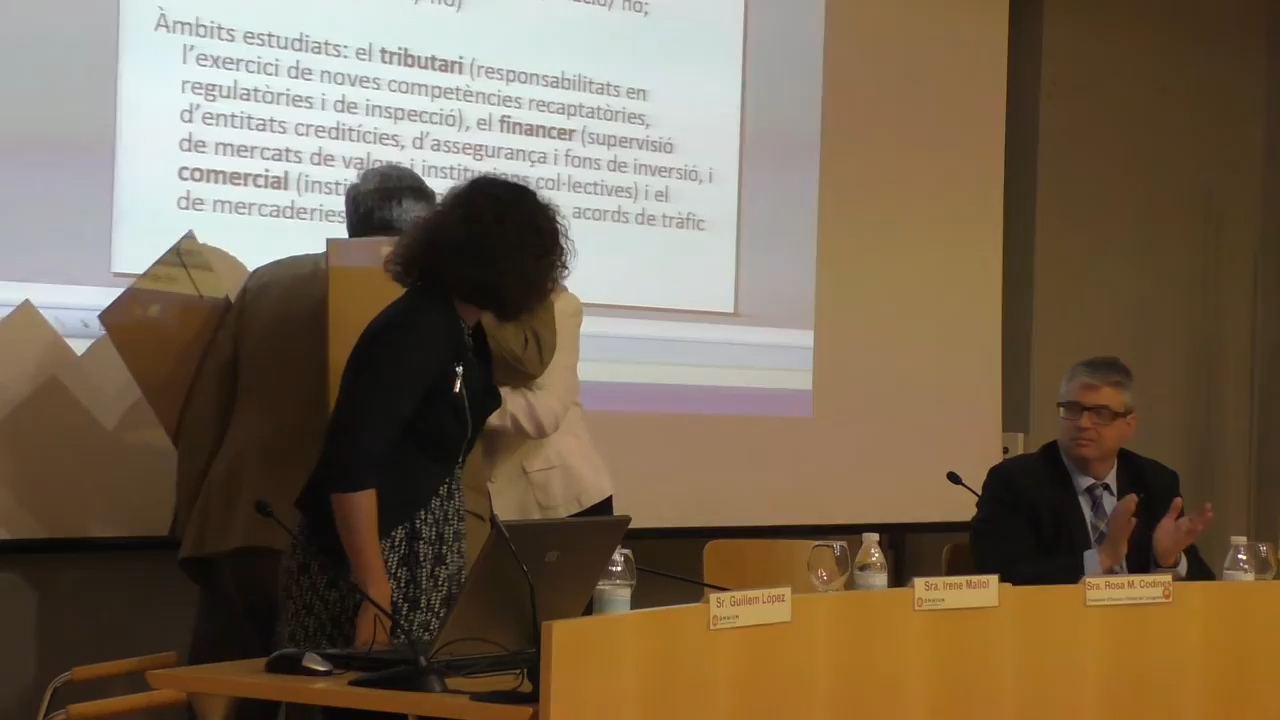 Àmbits estudiats: el tributari (responsabilitats en
l'exercici de noves competències recaptatòries,
regulatòries i de inspecció), el financer (supervisió
d'entitats creditícies, d'assegurança i fons de inversió, i
de mercats de valors i institucions col·lectives) i el
comercial
de mercaderies acords de tràfic
Sr. Guillem López
Sra. Irene Mallol
Sra. Rosa M. Codines